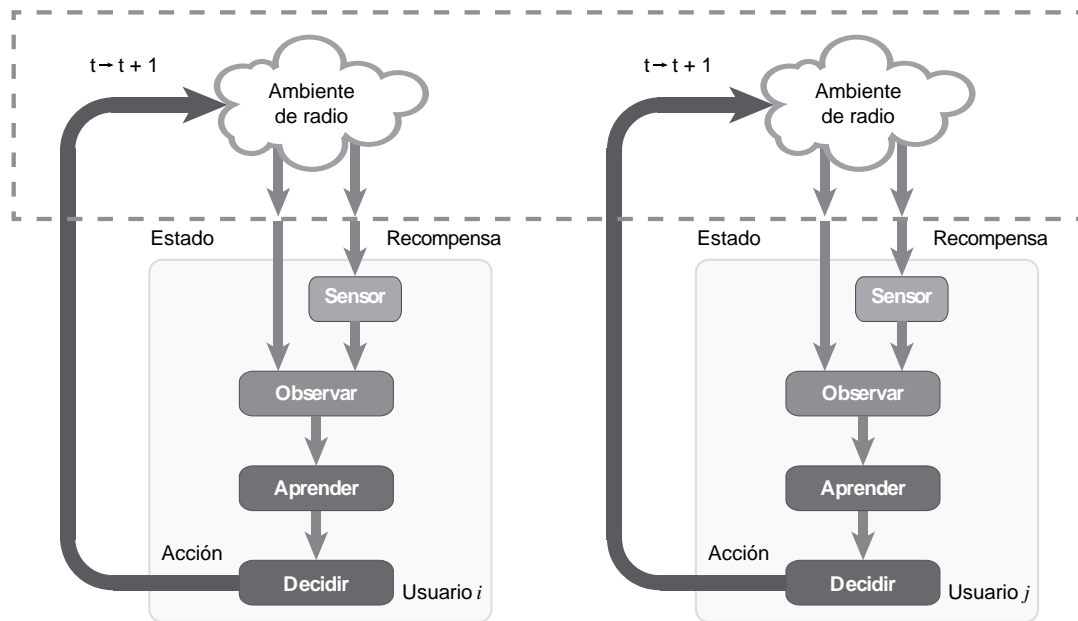 t→ t + 1
Ambiente
de radio
Estado
Recompensa
Sensor
Observar
Aprender
Acción
Decidir
Usuario i
t→ t + 1
Ambiente
de radio
Estado
Recompensa
Sensor
Observar
Aprender
Acción
Decidir
Usuario j